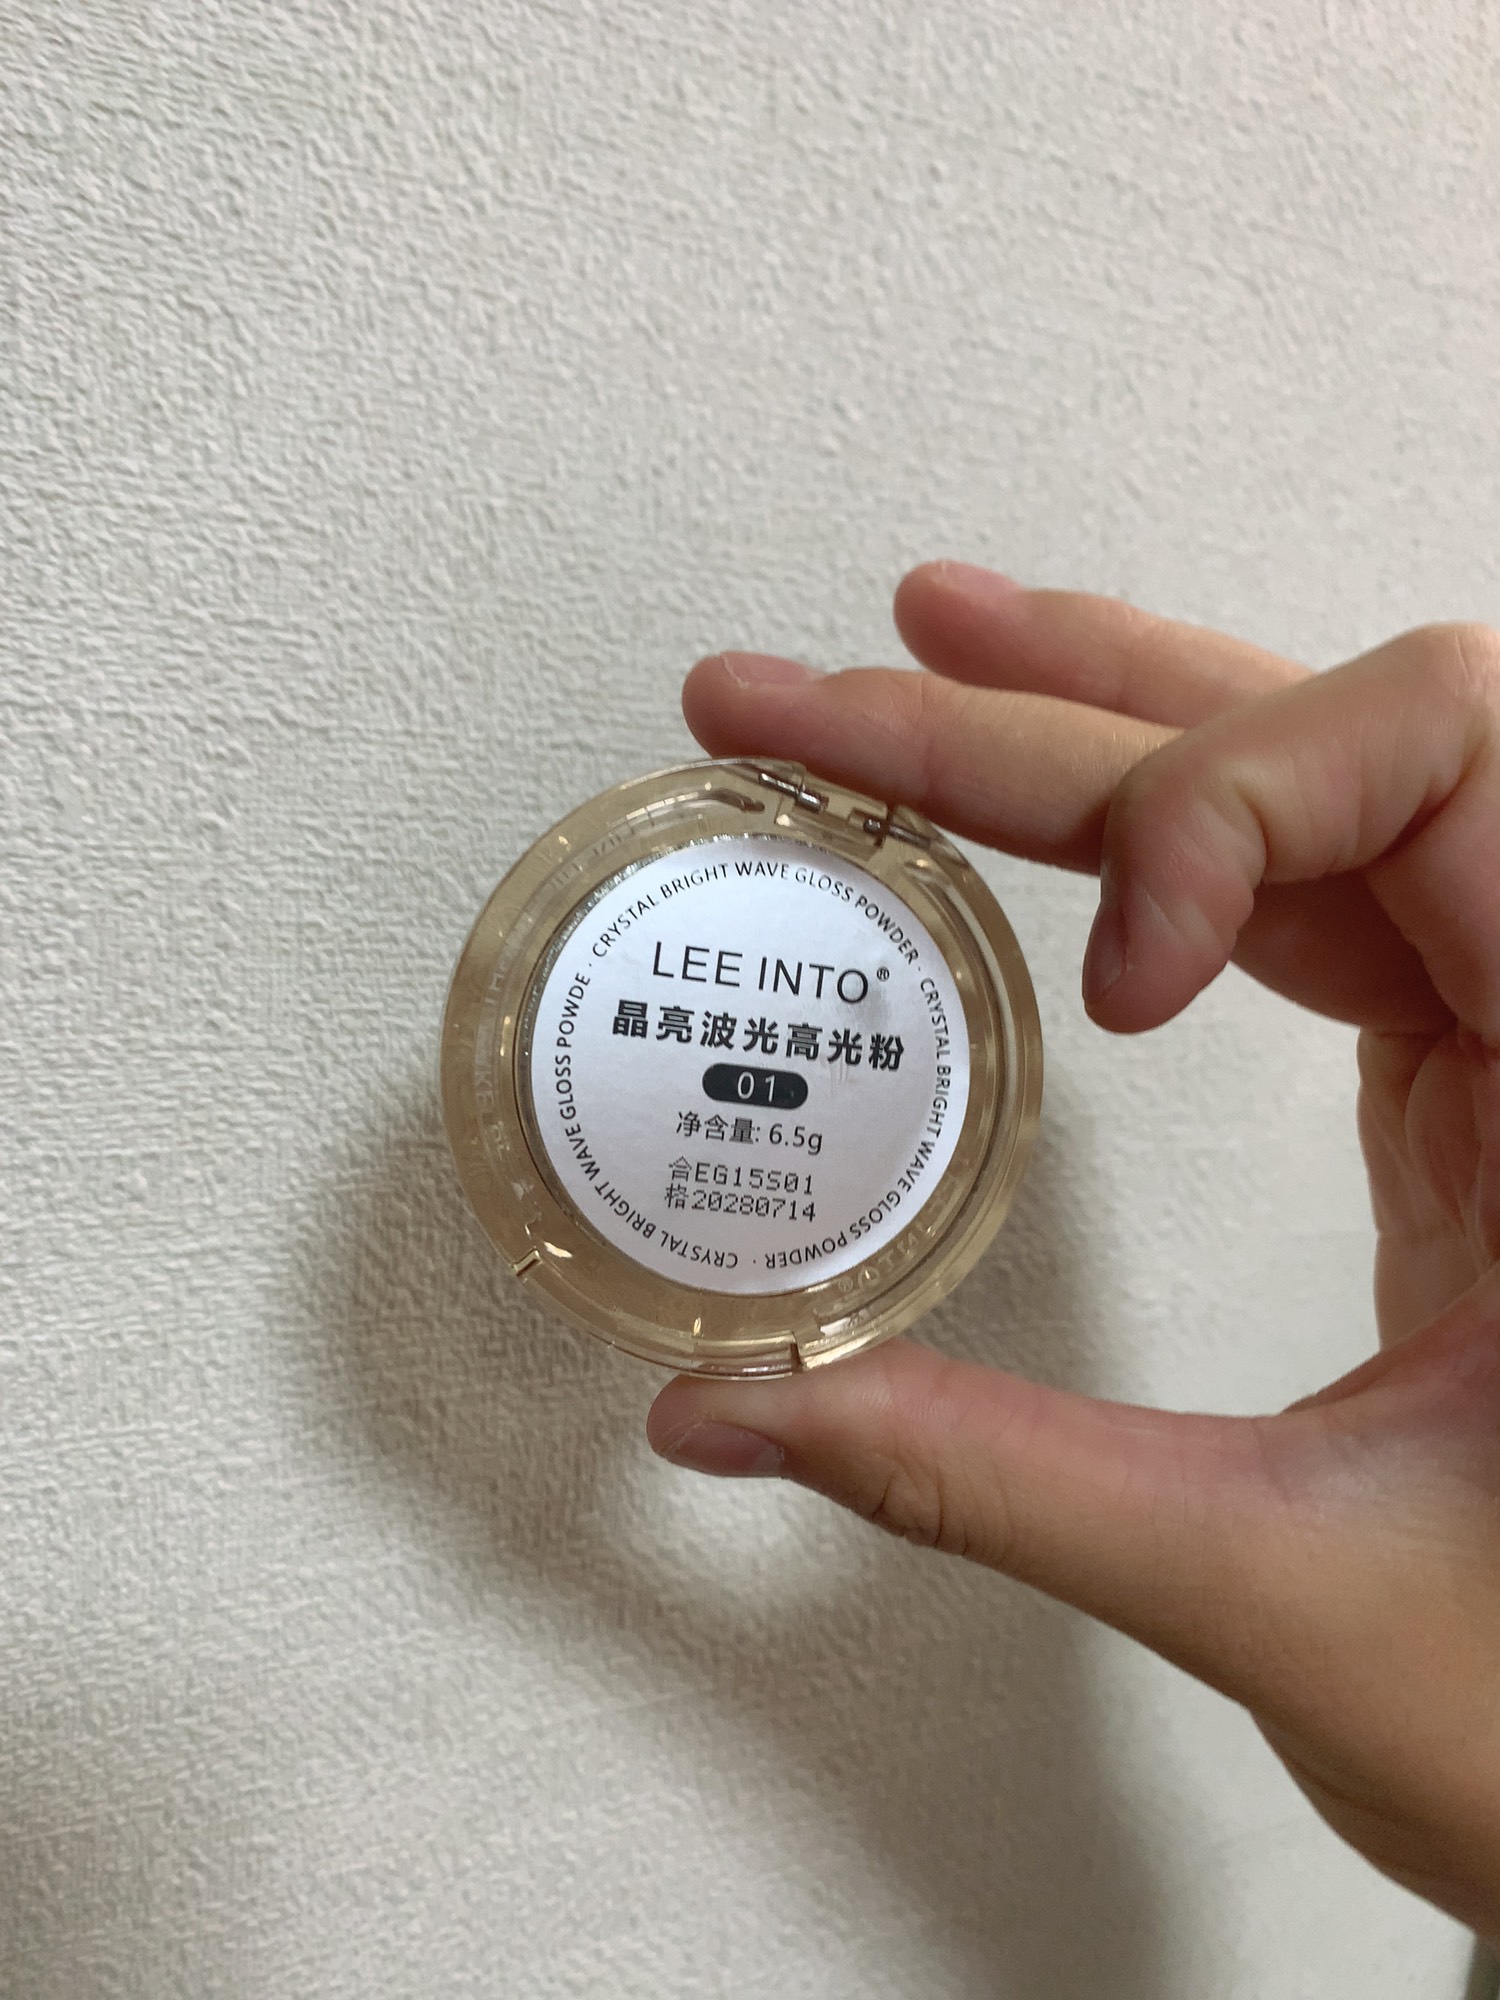 CRYSTAL BRIGHT WAVE GLOSS POWDER · CRYSTAL BRIGHT WAVE GLOSS POWDER · CRYSTAL BRIGHT WAVE GLOSS POWDE ·
LEE INTO®
晶亮波光高光粉
01
净含量: 6.5g
合EG15S01
格20280714